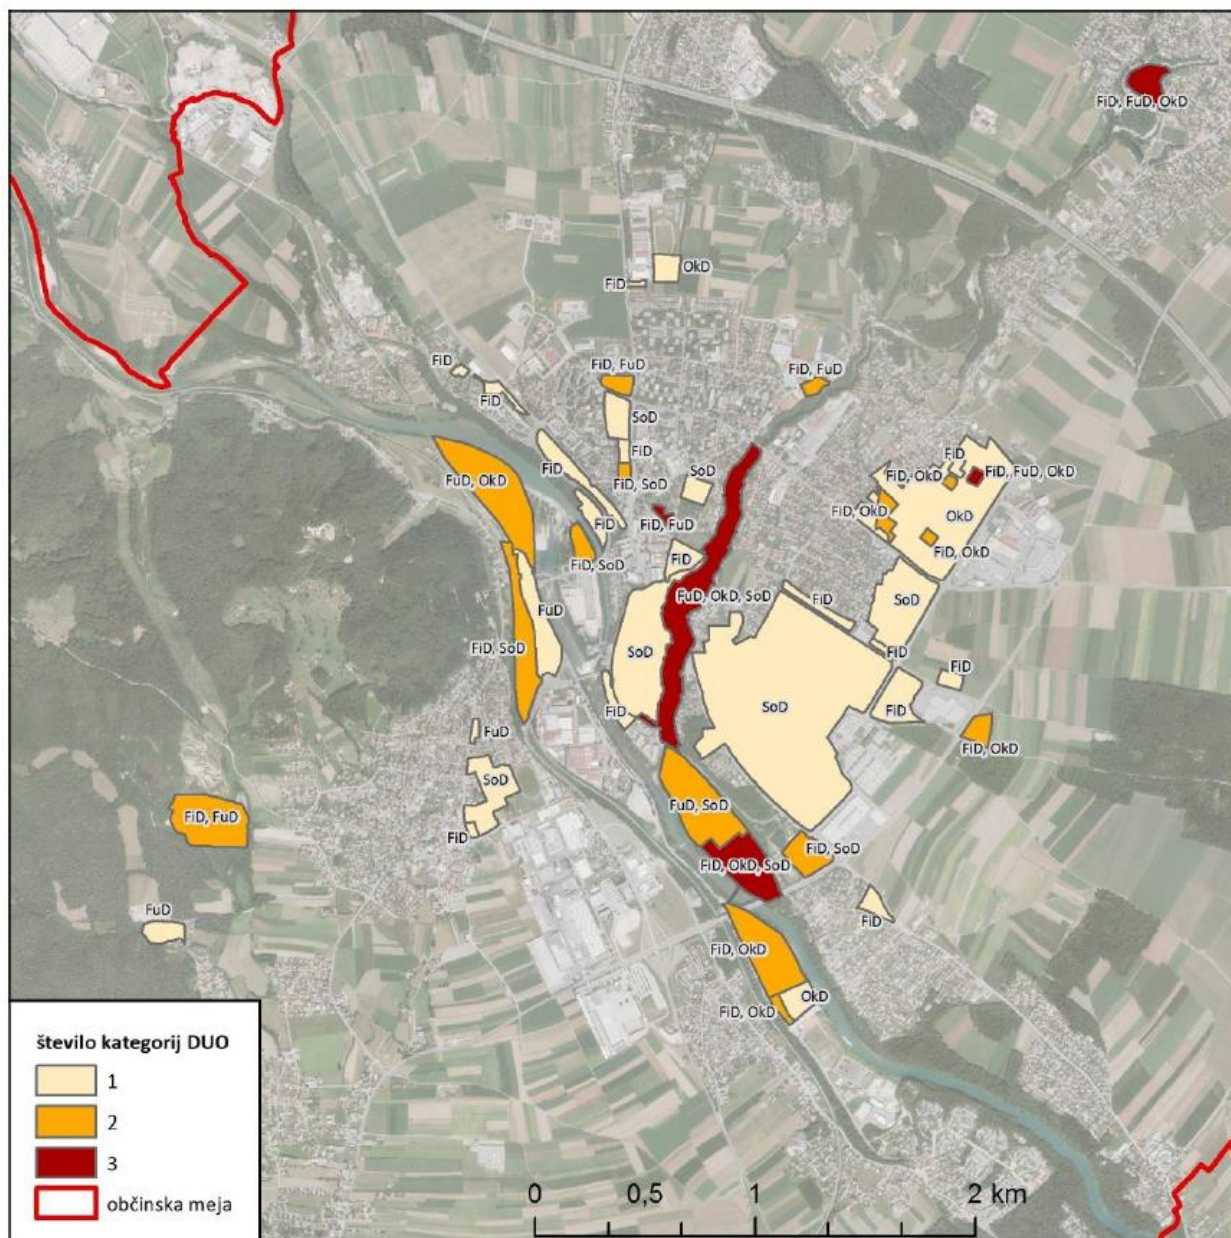 FiD, FuD, OkD
OkD
FiD
FiD
FiD, FuD
FiD, FuD
FiD
SoD
FiD
FiD
FiD, FuD, OkD
FuD, OkD
FiD
SoD
FiD, OkD
FiD, SoD
FiD, OkD
OkD
FiD
FiD, FuD
FiD, OkD
FiD, SoD
FiD
FuD
FuD, OkD, SoD
SoD
FiD
FiD, SoD
SoD
FiD
FiD
FiD
SoD
FiD
FuD
FiD, OkD
SoD
FuD, SoD
FiD, FuD
FiD
FiD, SoD
FiD, OkD, SoD
FuD
FiD
FiD, OkD
OkD
FiD, OkD
število kategorij DUO
1
2
3
občinska meja
0 0,5 1 2 km